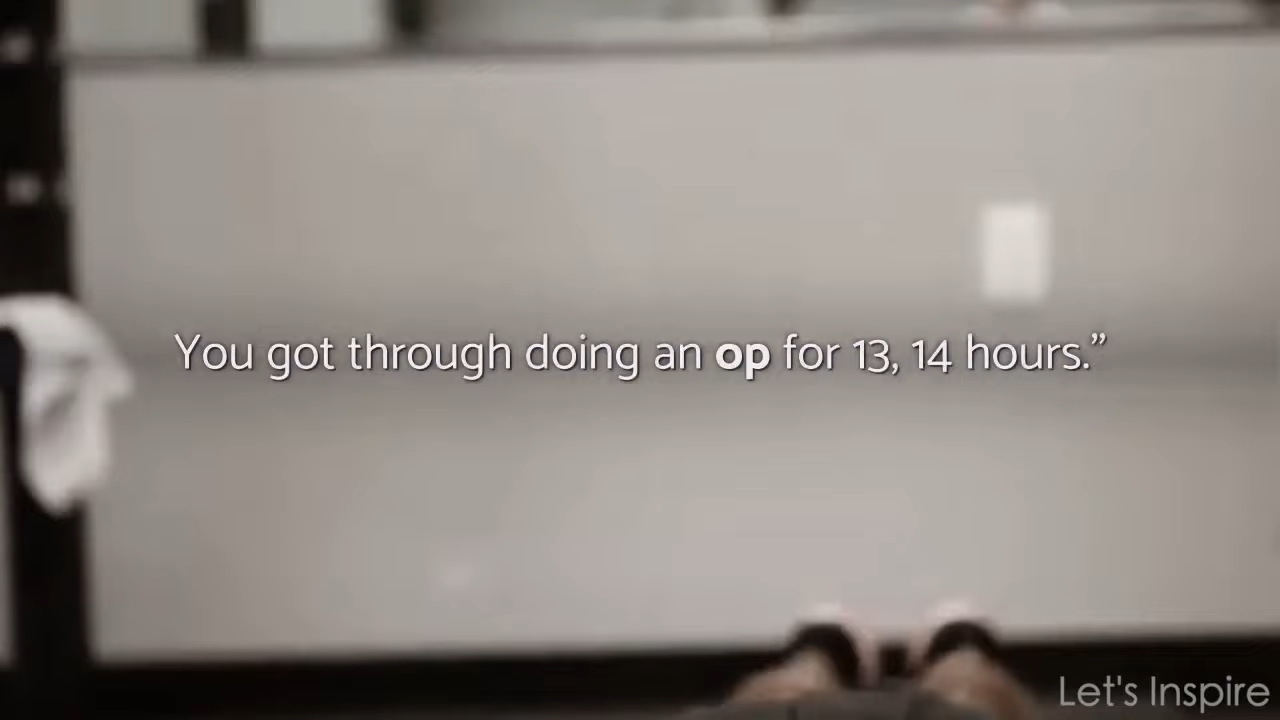 You got through doing an op for 13, 14 hours.”
Let's Inspire